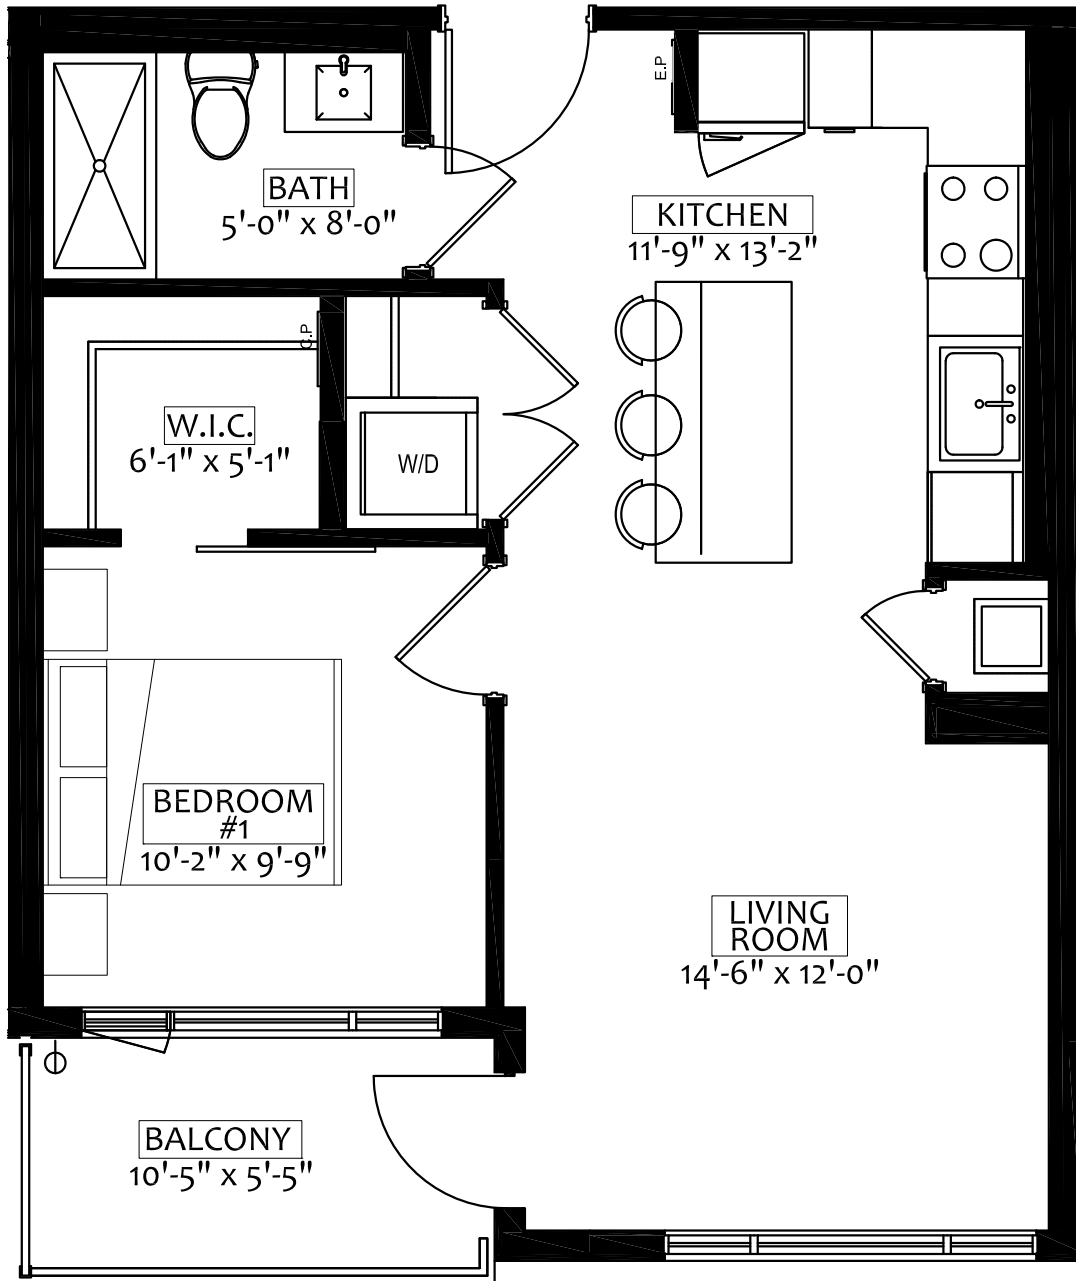 E.P
BATH
5'-0" x 8'-0"
KITCHEN
11'-9" x 13'-2"
C.P
W.I.C.
6'-1" x 5'-1"
W/D
BEDROOM
#1
10'-2" x 9'-9"
LIVING
ROOM
14'-6" x 12'-0"
BALCONY
10'-5" x 5'-5"